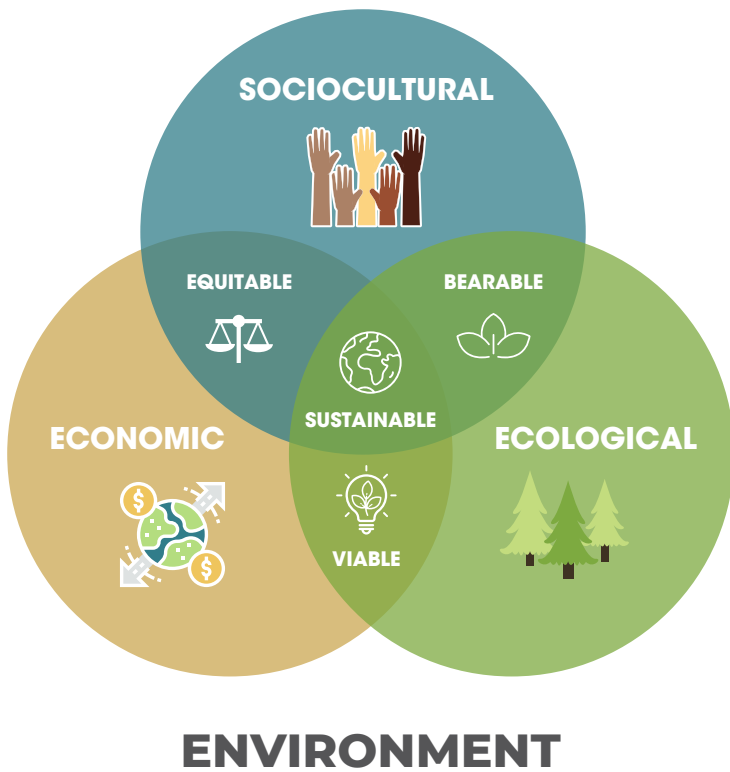 SOCIOCULTURAL
EQUITABLE
BEARABLE
SUSTAINABLE
ECONOMIC
ECOLOGICAL
$
$
VIABLE
ENVIRONMENT